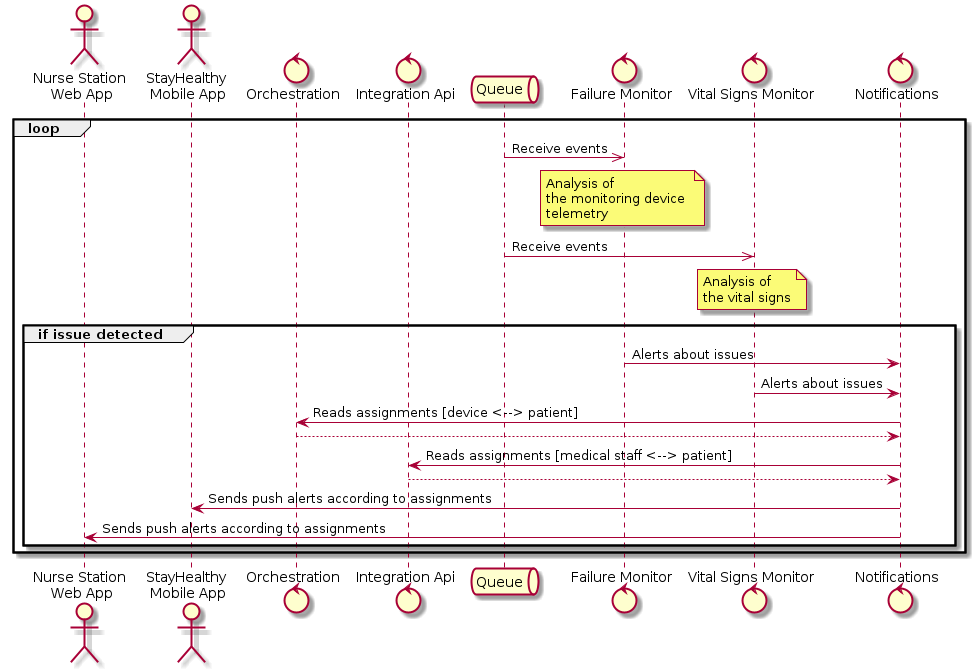 Nurse Station
Web App
StayHealthy
Mobile App
Orchestration
Integration Api
Queue
Failure Monitor
Vital Signs Monitor
Notifications
loop
Receive events
Analysis of
the monitoring device
telemetry
Receive events
Analysis of
the vital signs
if issue detected
Alerts about issues
Alerts about issues
Reads assignments [device <--> patient]
Reads assignments [medical staff <--> patient]
Sends push alerts according to assignments
Sends push alerts according to assignments
Nurse Station
Web App
StayHealthy
Mobile App
Orchestration
Integration Api
Queue
Failure Monitor
Vital Signs Monitor
Notifications